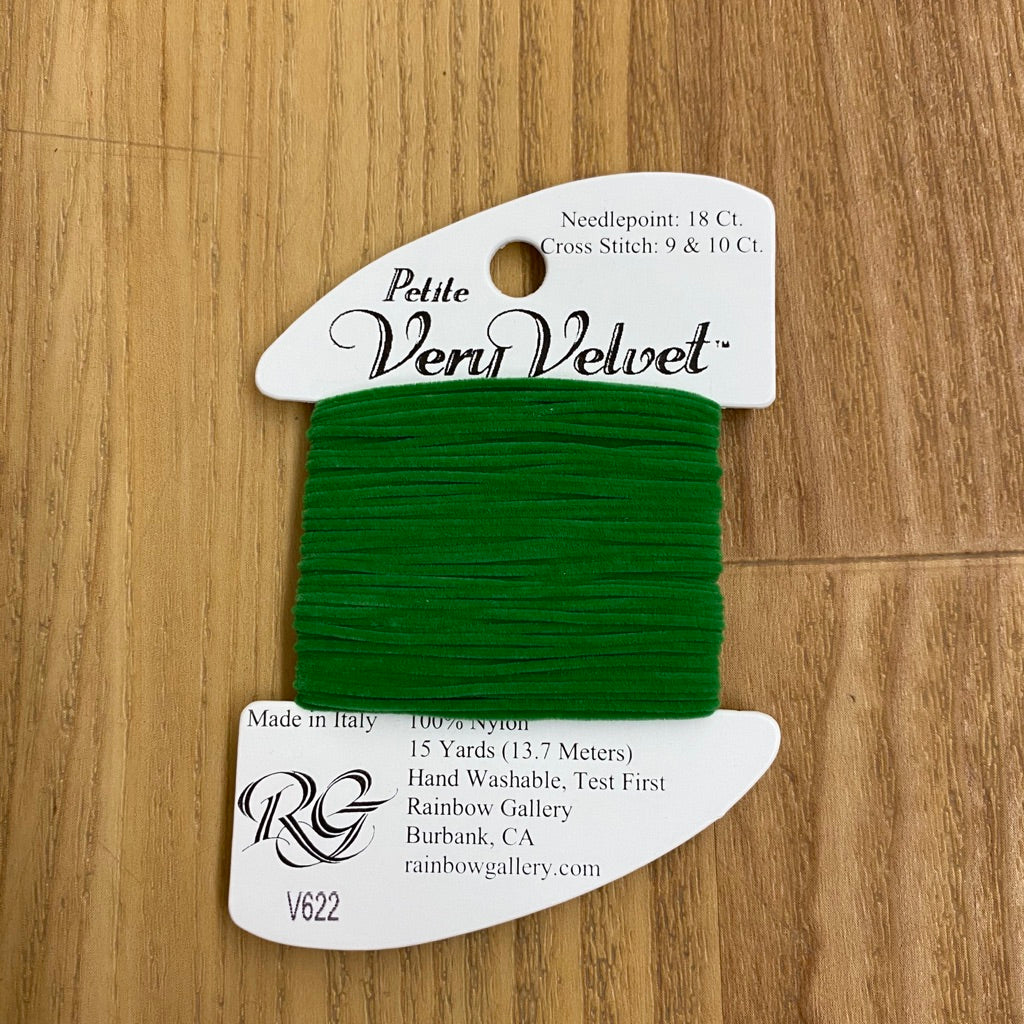 Needlepoint: 18 Ct.
Cross Stitch: 9 & 10 Ct.
Petite
Very Velvet™
Made in Italy
100% Nylon
15 Yards (13.7 Meters)
Hand Washable, Test First
Rainbow Gallery
Burbank, CA
rainbowgallery.com
RG
V622